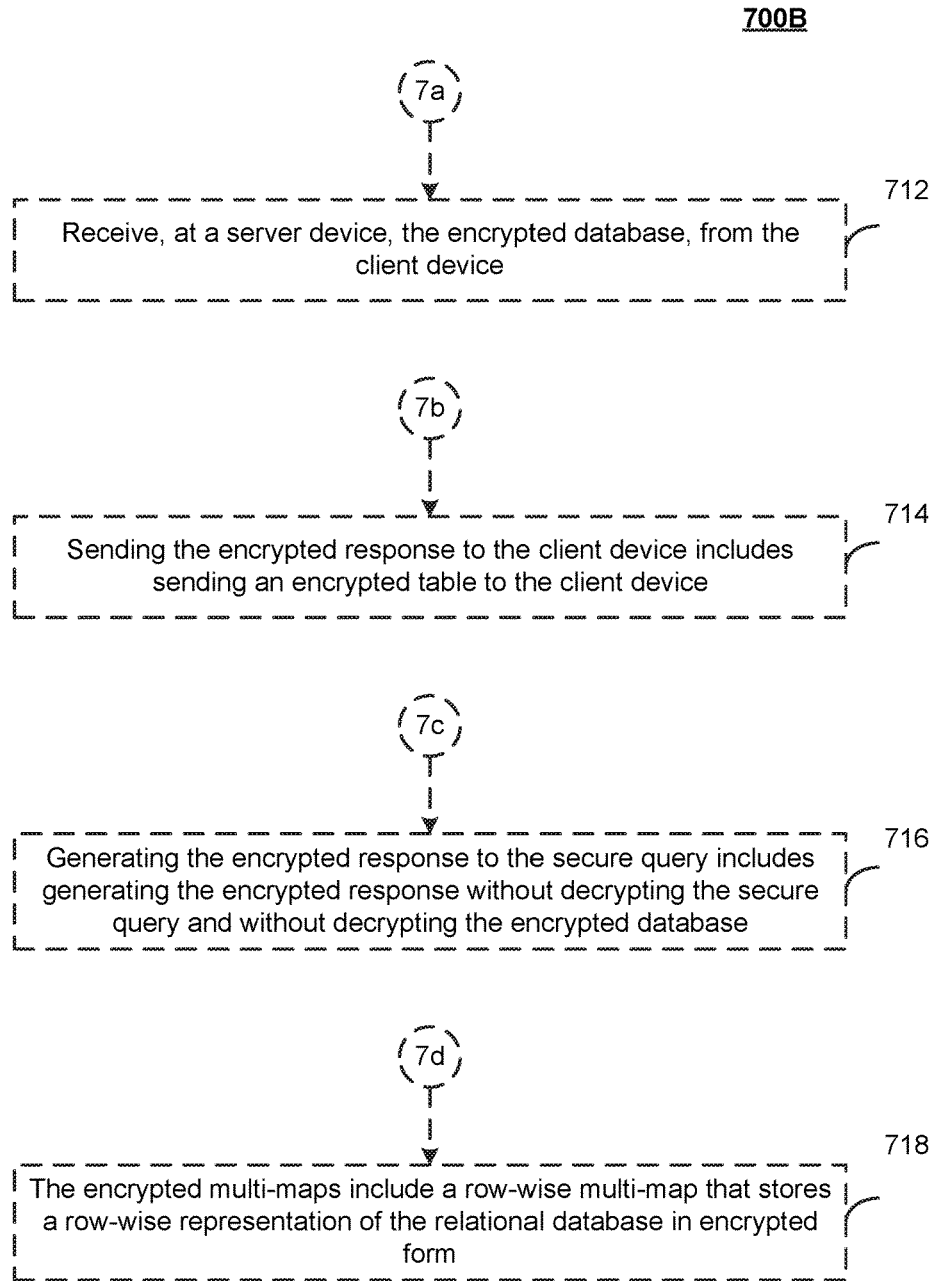 700B
7a
712
Receive, at a server device, the encrypted database, from the
client device
7b
714
Sending the encrypted response to the client device includes
sending an encrypted table to the client device
7c
716
Generating the encrypted response to the secure query includes
generating the encrypted response without decrypting the secure
query and without decrypting the encrypted database
7d
718
The encrypted multi-maps include a row-wise multi-map that stores
a row-wise representation of the relational database in encrypted
form